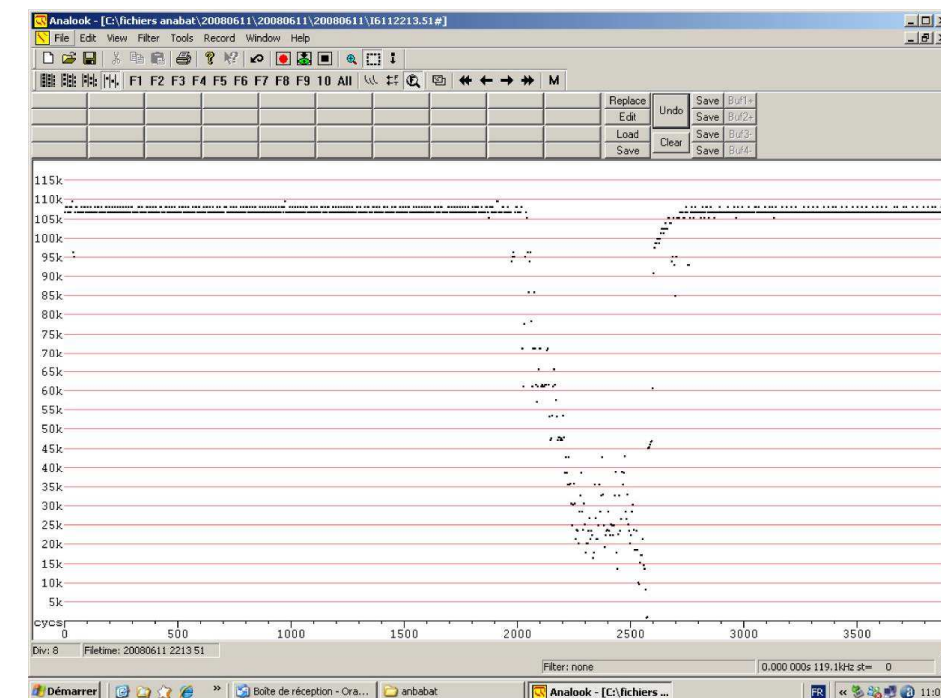 Analook - [C:\fichiers anabat\20080611\20080611\20080611\I6112213.51#]
File Edit View Filter Tools Record Window Help
F1 F2 F3 F4 F5 F6 F7 F8 F9 10 All M
Replace Undo Save Buf1+
Edit Save Buf2+
Load Clear Save Buf3-
Save Save Buf4-
115k
110k
105k
100k
95k
90k
85k
80k
75k
70k
65k
60k
55k
50k
45k
40k
35k
30k
25k
20k
15k
10k
5k
cycs
0 500 1000 1500 2000 2500 3000 3500
Div: 8 Filetime: 20080611 2213 51
Filter: none 0.000 000s 119.1kHz st= 0
Démarrer » Boîte de réception - Ora... anbabat Analook - [C:\fichiers ... FR «